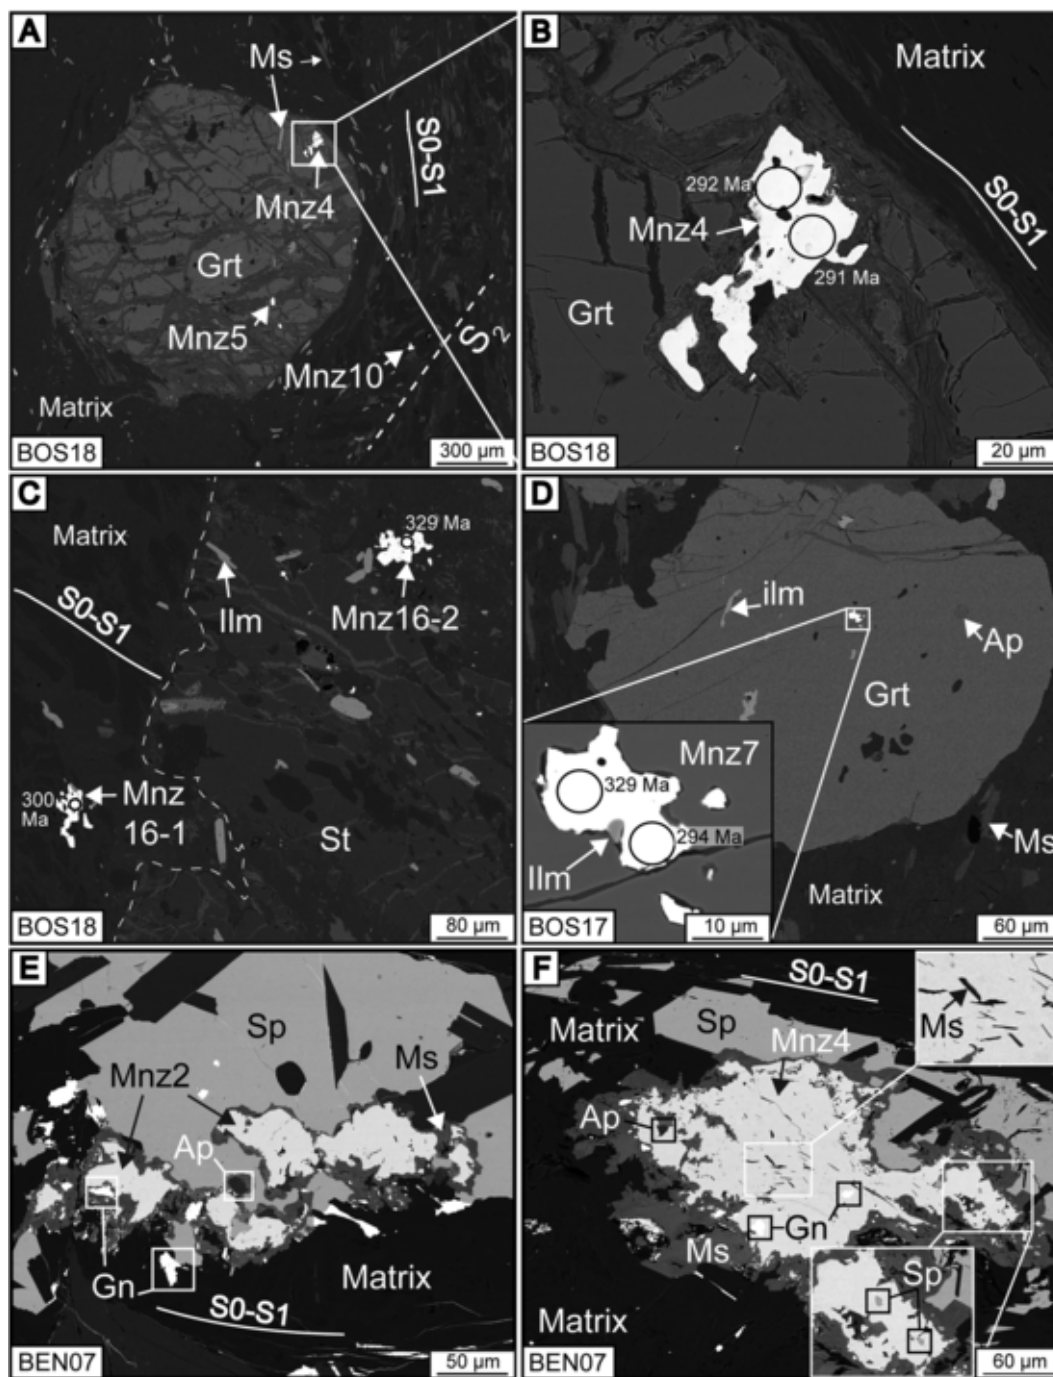 A
Ms
Mnz4
S0-S1
Grt
Mnz5
S2
Mnz10
Matrix
BOS18
300 µm
B
Matrix
292 Ma
S0-S1
Mnz4
291 Ma
Grt
BOS18
20 µm
C
Matrix
329 Ma
S0-S1
Ilm
Mnz16-2
300
Ma
Mnz
16-1
St
BOS18
80 µm
D
ilm
Ap
Grt
Mnz7
329 Ma
294 Ma
Ilm
Ms
Matrix
BOS17
10 µm
60 µm
E
Sp
Mnz2
Ms
Ap
Gn
Matrix
S0-S1
BEN07
50 µm
F
S0-S1
Ms
Matrix
Sp
Mnz4
Ap
Gn
Ms
Sp
Matrix
BEN07
60 µm